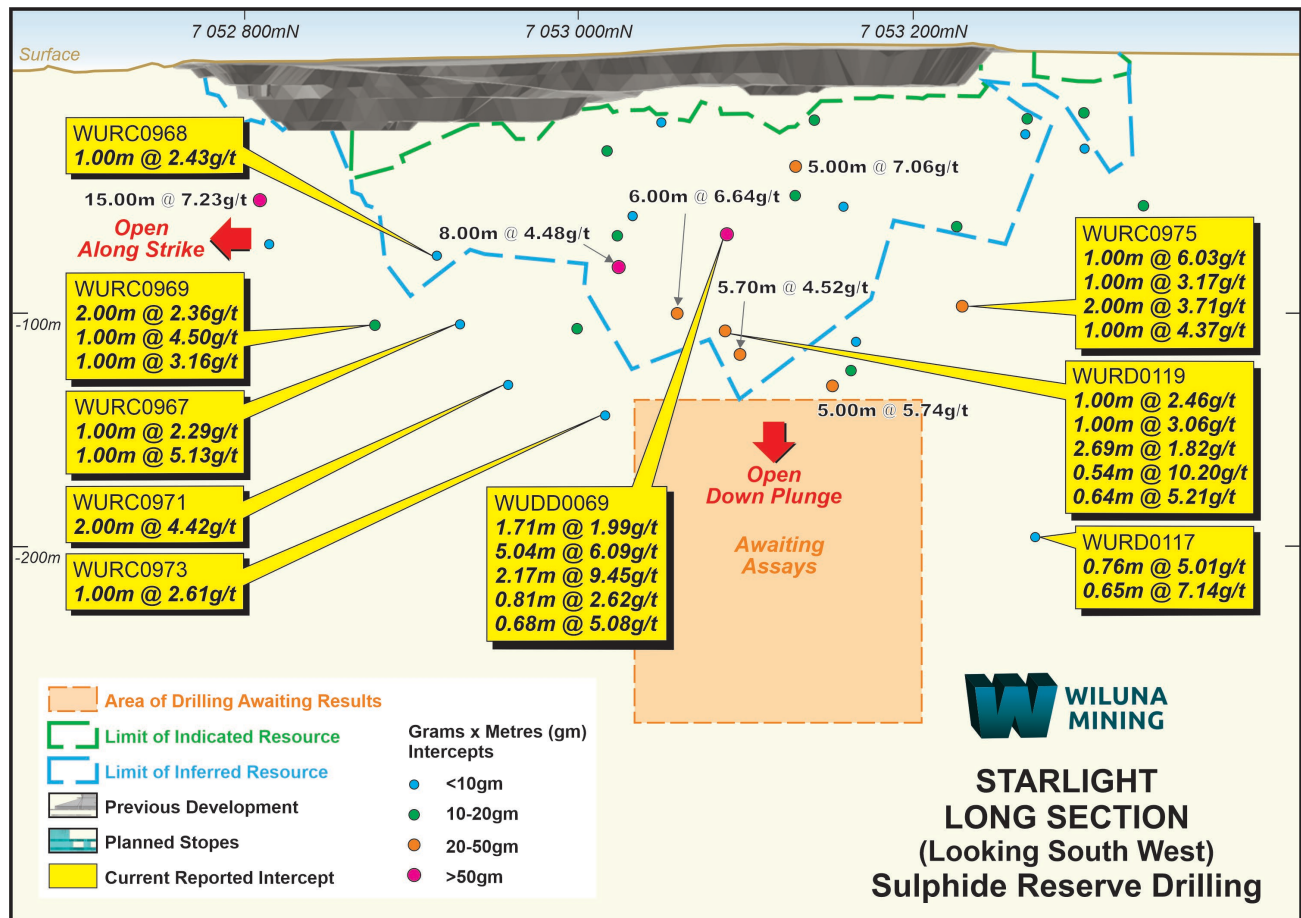 7 052 800mN
7 053 000mN
7 053 200mN
Surface
WURC0968
1.00m @ 2.43g/t
15.00m @ 7.23g/t
Open
Along Strike
8.00m @ 4.48g/t
6.00m @ 6.64g/t
5.00m @ 7.06g/t
5.70m @ 4.52g/t
5.00m @ 5.74g/t
-100m
-200m
WURC0969
2.00m @ 2.36g/t
1.00m @ 4.50g/t
1.00m @ 3.16g/t
WURC0967
1.00m @ 2.29g/t
1.00m @ 5.13g/t
WURC0971
2.00m @ 4.42g/t
WURC0973
1.00m @ 2.61g/t
WUDD0069
1.71m @ 1.99g/t
5.04m @ 6.09g/t
2.17m @ 9.45g/t
0.81m @ 2.62g/t
0.68m @ 5.08g/t
Open
Down Plunge
Awaiting
Assays
WURC0975
1.00m @ 6.03g/t
1.00m @ 3.17g/t
2.00m @ 3.71g/t
1.00m @ 4.37g/t
WURD0119
1.00m @ 2.46g/t
1.00m @ 3.06g/t
2.69m @ 1.82g/t
0.54m @ 10.20g/t
0.64m @ 5.21g/t
WURD0117
0.76m @ 5.01g/t
0.65m @ 7.14g/t
Area of Drilling Awaiting Results
Limit of Indicated Resource
Limit of Inferred Resource
Previous Development
Planned Stopes
Current Reported Intercept
Grams x Metres (gm)
Intercepts
<10gm
10-20gm
20-50gm
>50gm
W
WILUNA
MINING
STARLIGHT
LONG SECTION
(Looking South West)
Sulphide Reserve Drilling